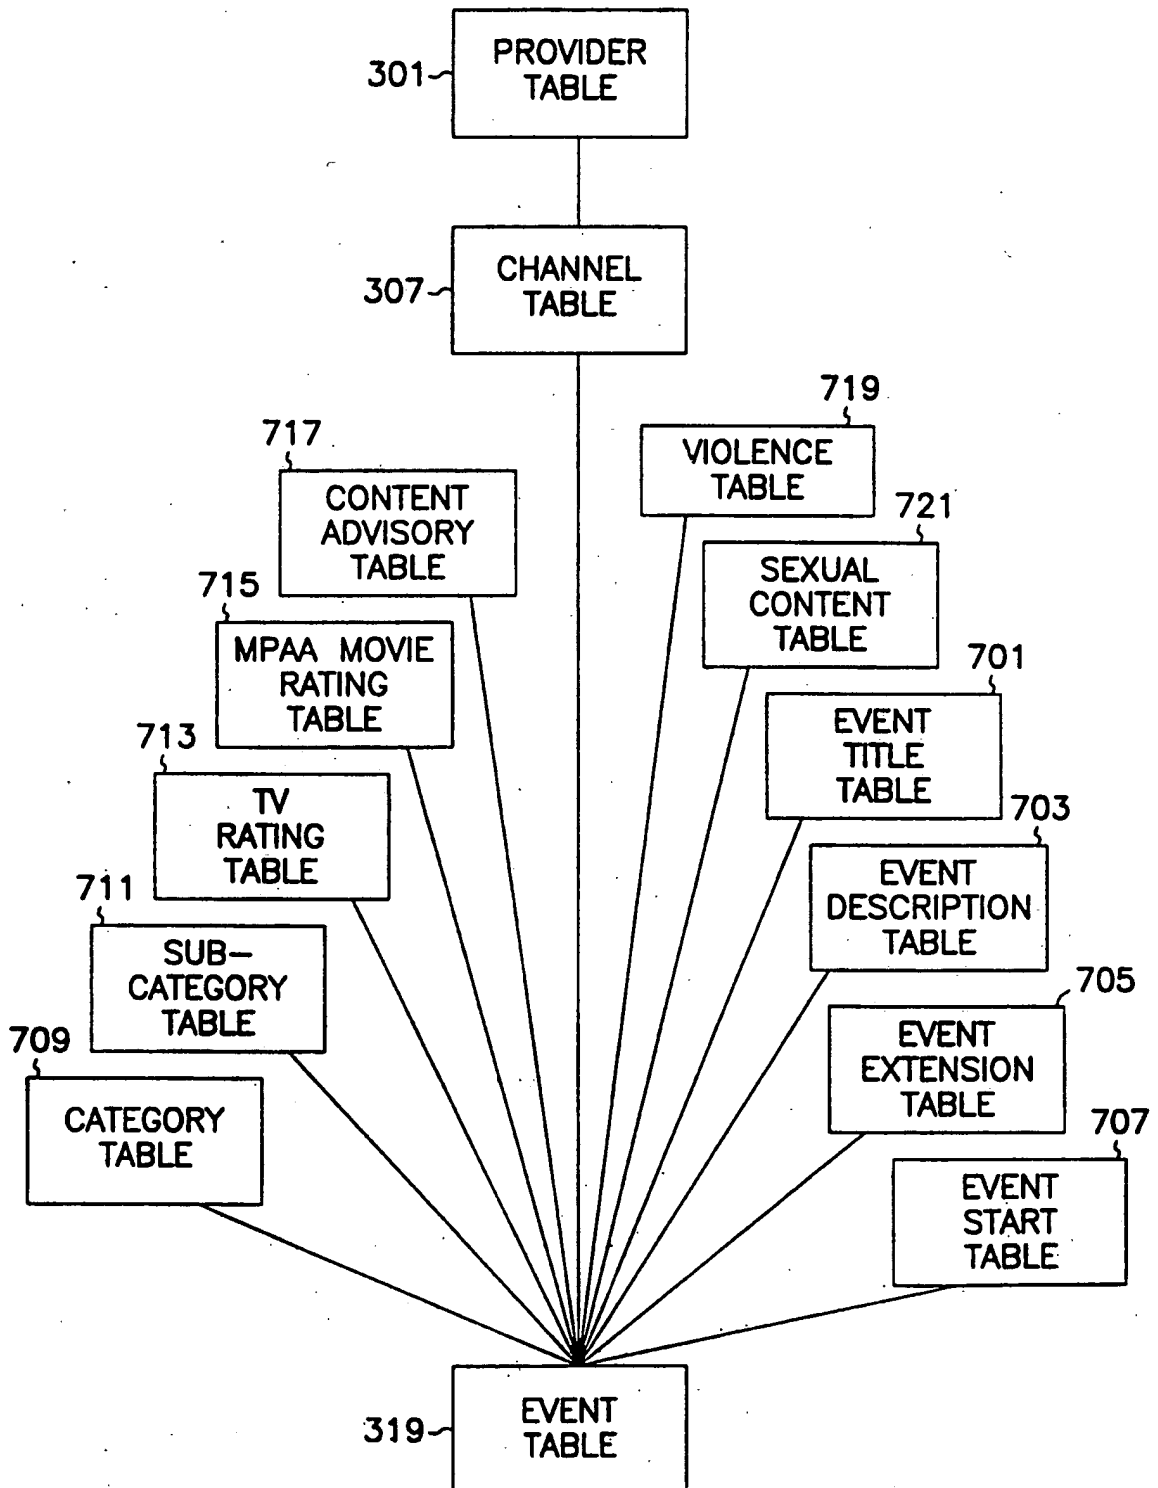 PROVIDER
TABLE
301
CHANNEL
TABLE
307
719
VIOLENCE
TABLE
717
CONTENT
ADVISORY
TABLE
721
SEXUAL
CONTENT
TABLE
715
MPAA MOVIE
RATING
TABLE
701
EVENT
TITLE
TABLE
713
TV
RATING
TABLE
703
EVENT
DESCRIPTION
TABLE
711
SUB-
CATEGORY
TABLE
705
EVENT
EXTENSION
TABLE
709
CATEGORY
TABLE
707
EVENT
START
TABLE
319
EVENT
TABLE